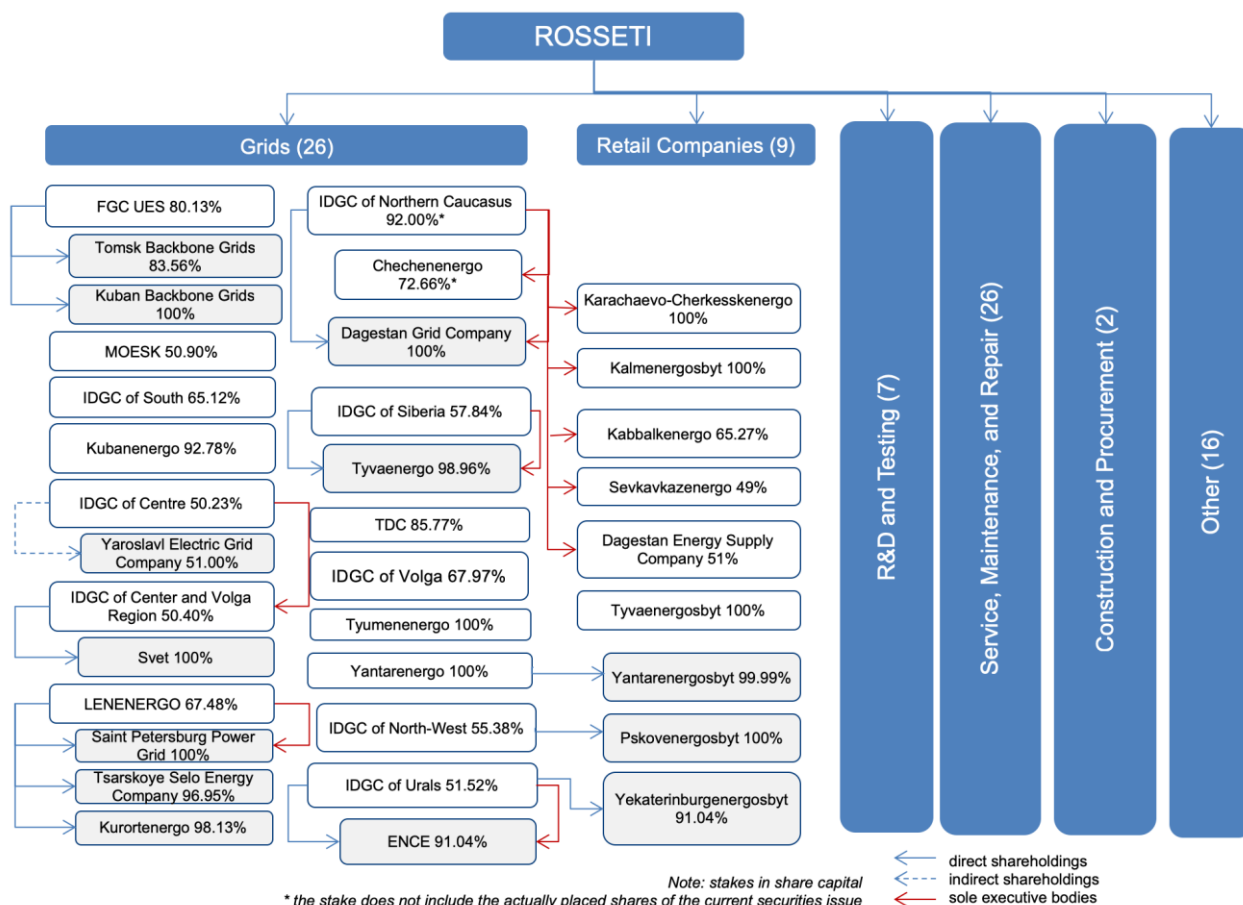 ROSSETI
Grids (26)
FGC UES 80.13%
Tomsk Backbone Grids
83.56%
Kuban Backbone Grids
100%
MOESK 50.90%
IDGC of South 65.12%
Kubanenergo 92.78%
IDGC of Centre 50.23%
Yaroslavl Electric Grid
Company 51.00%
IDGC of Center and Volga
Region 50.40%
Svet 100%
LENENERGO 67.48%
Saint Petersburg Power
Grid 100%
Tsarskoye Selo Energy
Company 96.95%
Kurortenergo 98.13%
IDGC of Northern Caucasus
92.00%*
Chechenenergo
72.66%*
Dagestan Grid Company
100%
IDGC of Siberia 57.84%
Tyvaenergo 98.96%
TDC 85.77%
IDGC of Volga 67.97%
Tyumenenergo 100%
Yantarenergo 100%
IDGC of North-West 55.38%
IDGC of Urals 51.52%
ENCE 91.04%
Retail Companies (9)
Karachaevo-Cherkesskenergo
100%
Kalmenergosbyt 100%
Kabbalkenergo 65.27%
Sevkavkazenergo 49%
Dagestan Energy Supply
Company 51%
Tyvaenergosbyt 100%
Yantarenergosbyt 99.99%
Pskovenergosbyt 100%
Yekaterinburgenergosbyt
91.04%
R&D and Testing (7)
Service, Maintenance, and Repair (26)
Construction and Procurement (2)
Other (16)
direct shareholdings
indirect shareholdings
sole executive bodies
Note: stakes in share capital
* the stake does not include the actually placed shares of the current securities issue